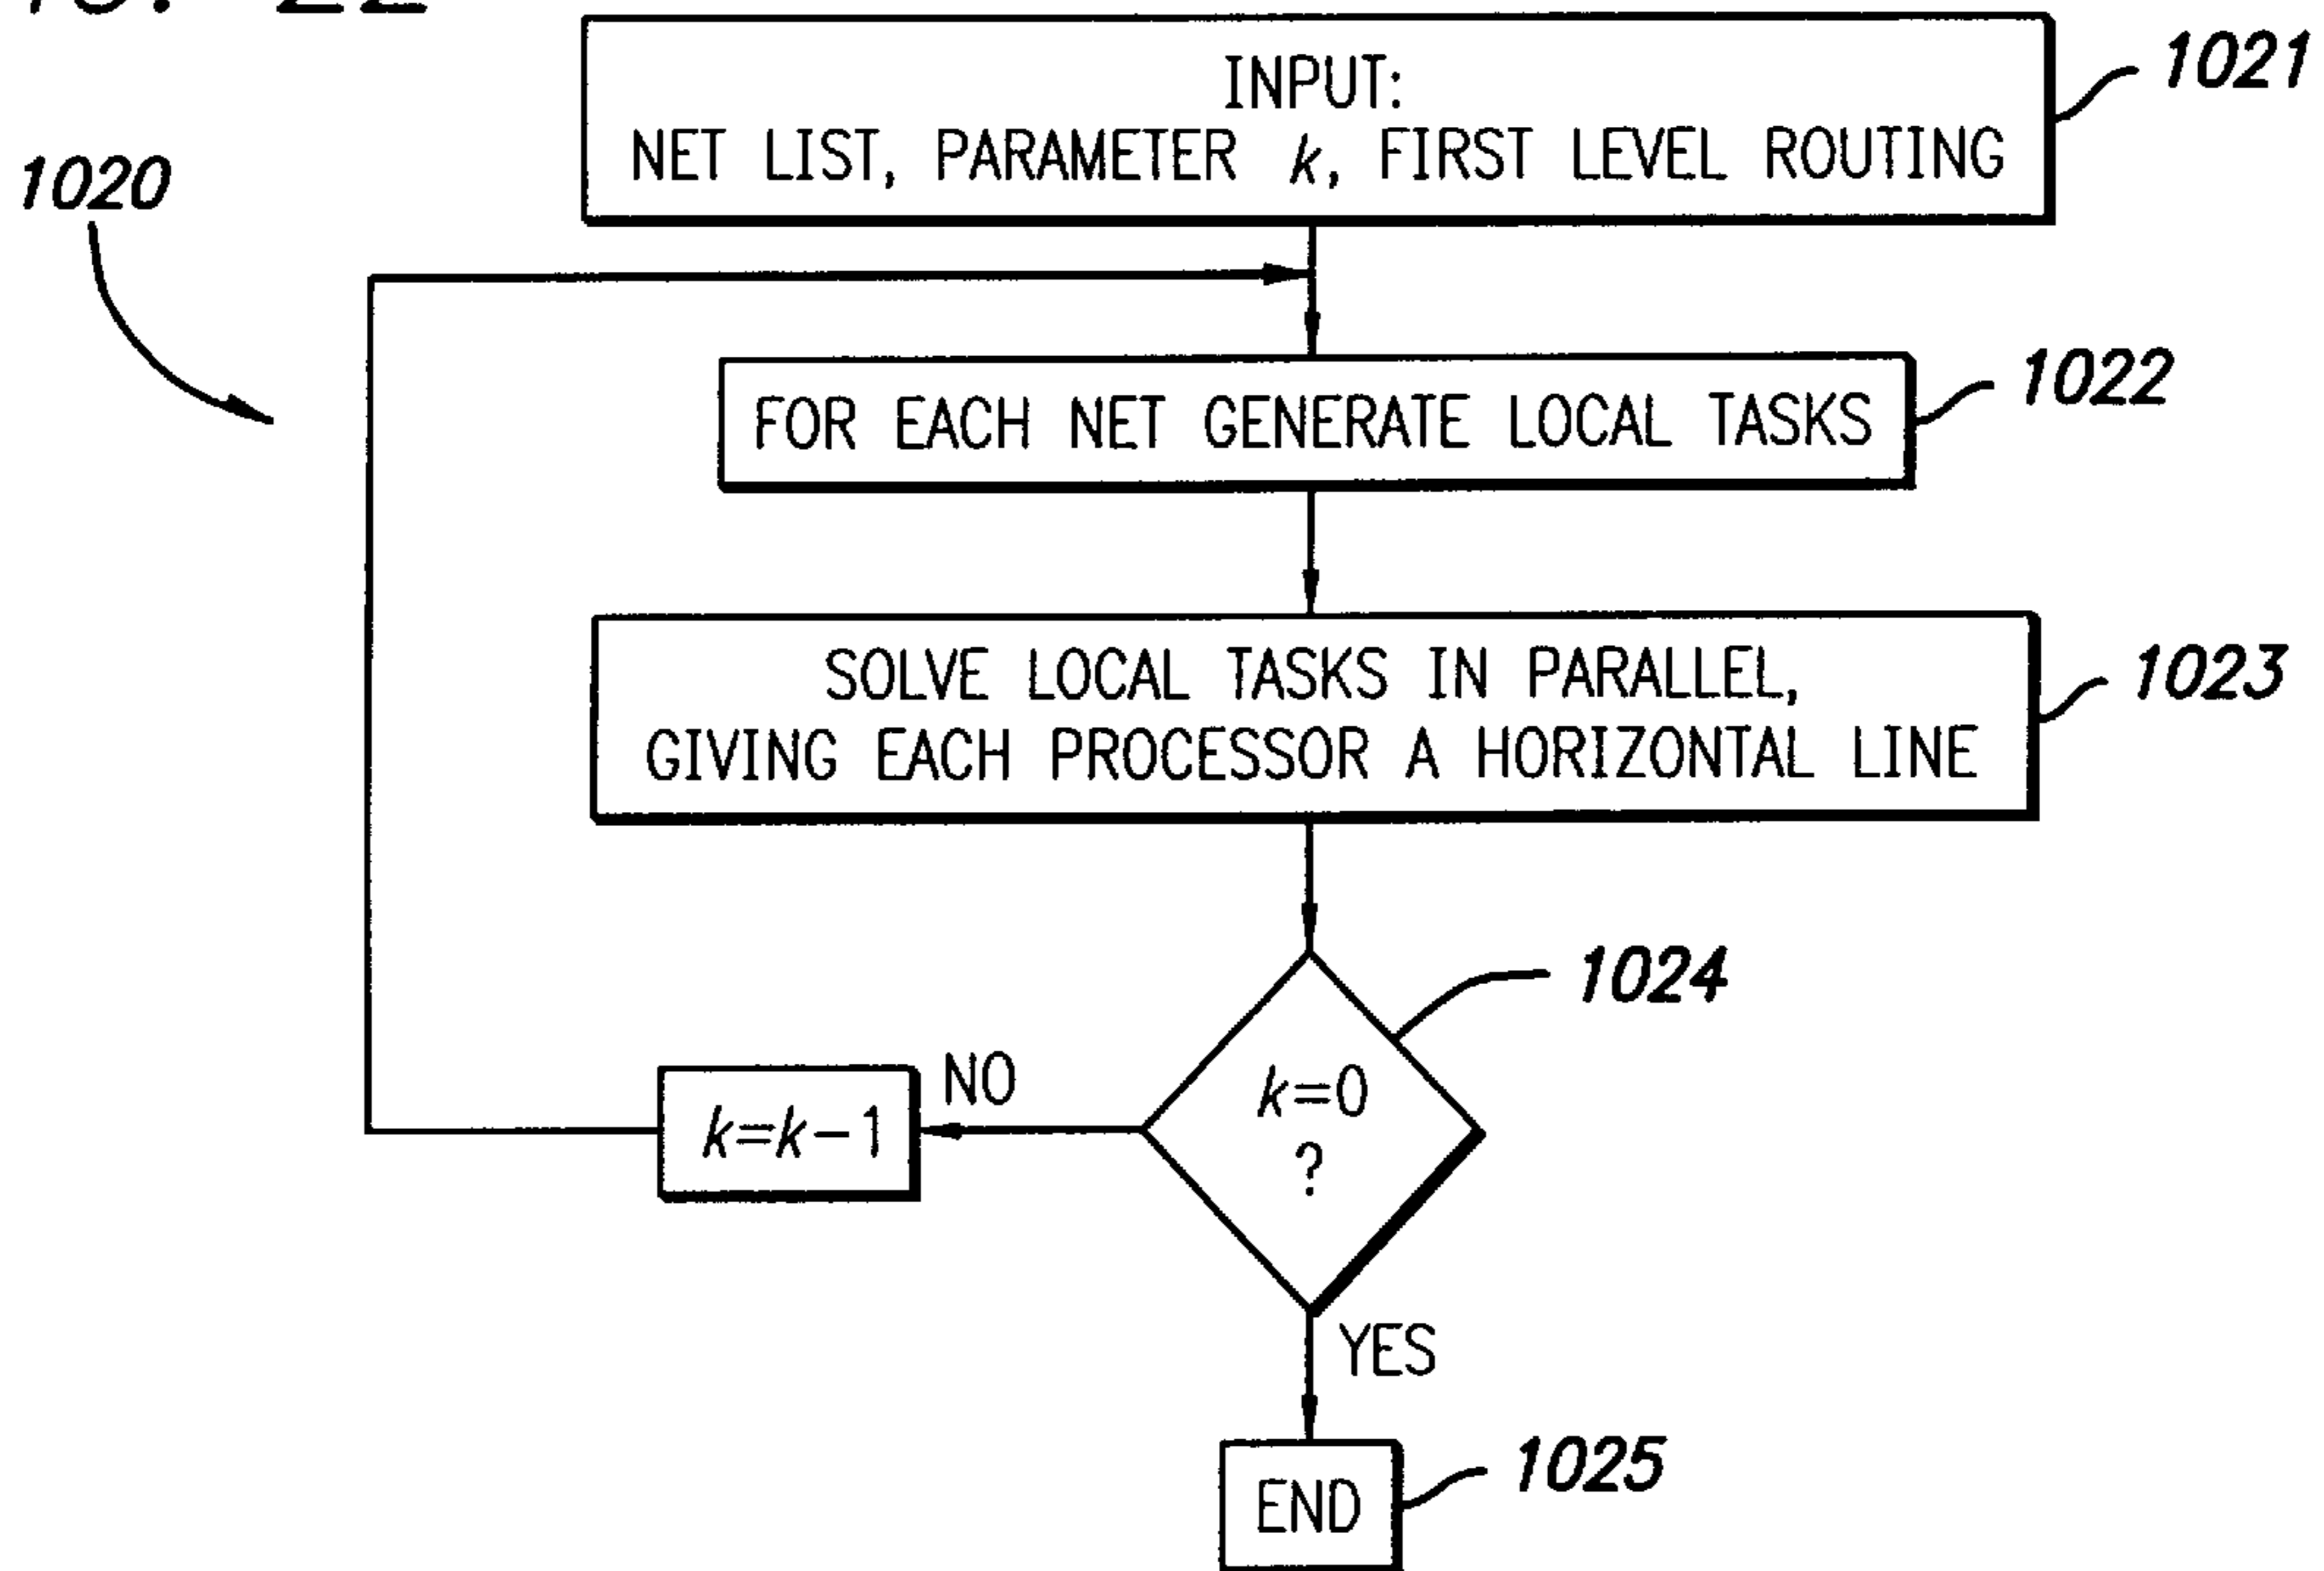 22
INPUT:
NET LIST, PARAMETER k, FIRST LEVEL ROUTING
1021
1020
FOR EACH NET GENERATE LOCAL TASKS
1022
SOLVE LOCAL TASKS IN PARALLEL,
GIVING EACH PROCESSOR A HORIZONTAL LINE
1023
1024
k=0
?
NO
k=k-1
YES
END
1025